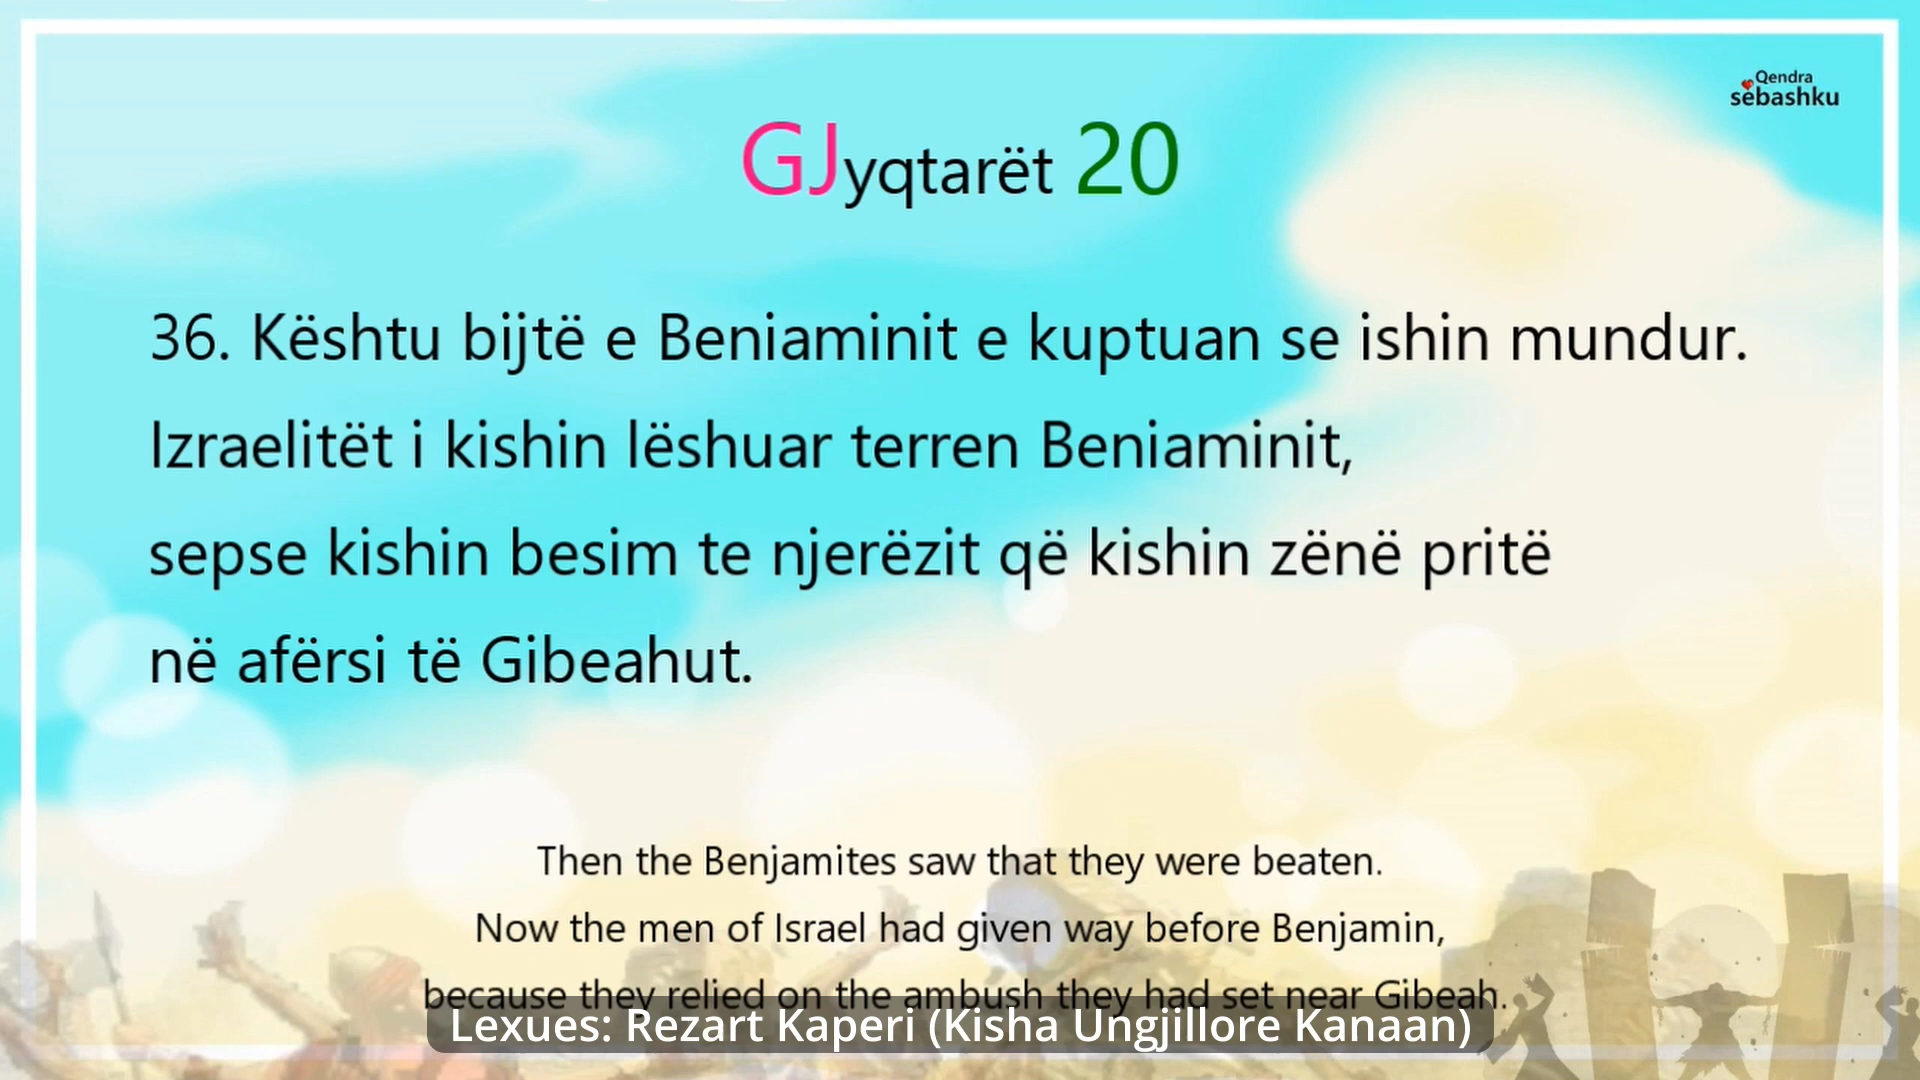 Qendra
sëbashku
GJyqtarët 20
36. Kështu bijtë e Beniaminit e kuptuan se ishin mundur.
Izraelitët i kishin lëshuar terren Beniaminit,
sepse kishin besim te njerëzit që kishin zënë pritë
në afërsi të Gibeahut.
Then the Benjamites saw that they were beaten.
Now the men of Israel had given way before Benjamin,
because they relied on the ambush they had set near Gibeah.
Lexues: Rezart Kaperi (Kisha Ungjillore Kanaan)